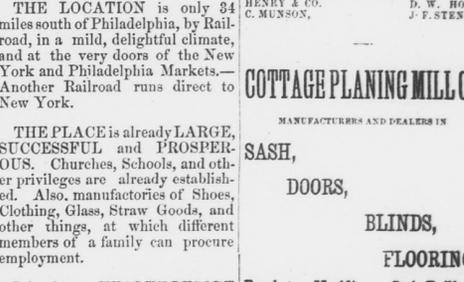 THE LOCATION is only 34
miles south of Philadelphia, by Rail-
road, in a mild, delightful climate,
and at the very doors of the New
York and Philadelphia Markets.—
Another Railroad runs direct to
New York.
THE PLACE is already LARGE,
SUCCESSFUL and PROSPER-
OUS. Churches, Schools, and oth-
er privileges are already establish-
ed. Also. manufactories of Shoes,
Clothing, Glass, Straw Goods, and
other things, at which different
members of a family can procure
employment.
HENRY & CO.
C. MUNSON,
D. W. HO
J. F. STEN
COTTAGE PLANING MILL C
MANUFACTURERS AND DEALERS IN
SASH,
DOORS,
BLINDS,
FLOORING